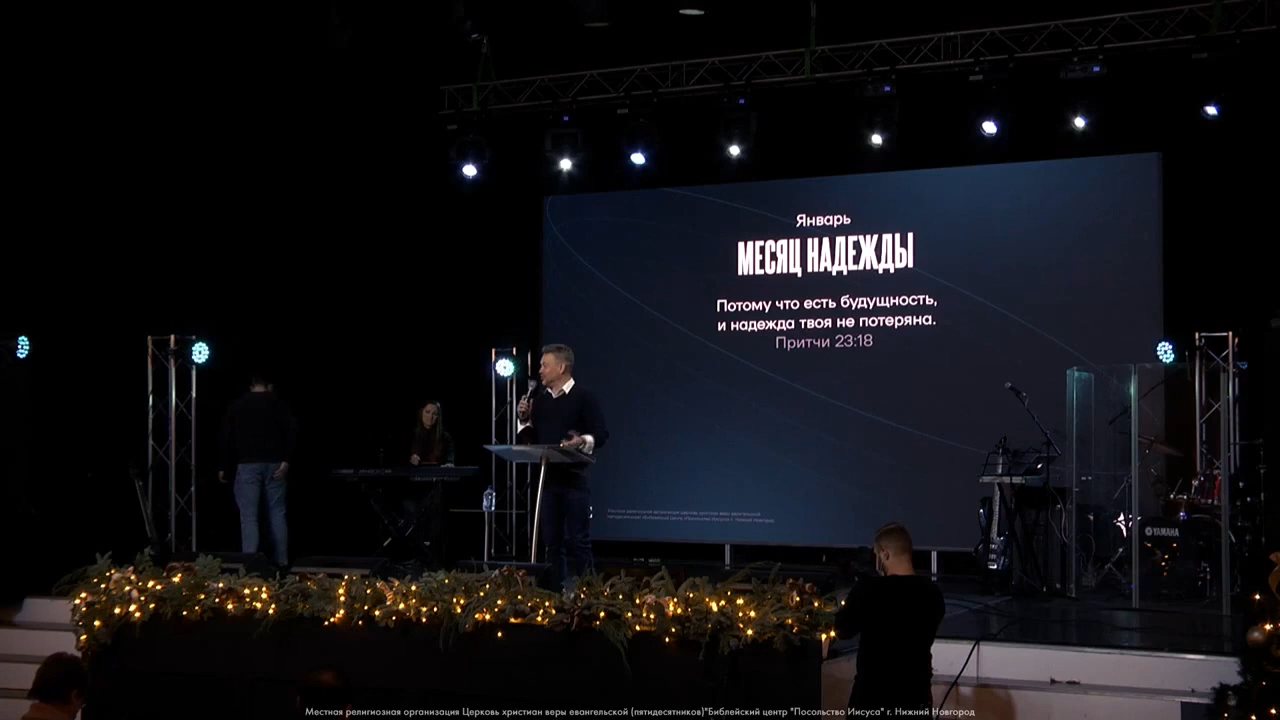 Январь
МЕСЯЦ НАДЕЖДЫ
Потому что есть будущность,
и надежда твоя не потеряна.
Притчи 23:18
YAMAHA
Местная религиозная организация Церковь христиан веры евангельской (пятидесятников)"Библейский центр "Посольство Иисуса" г. Нижний Новгород